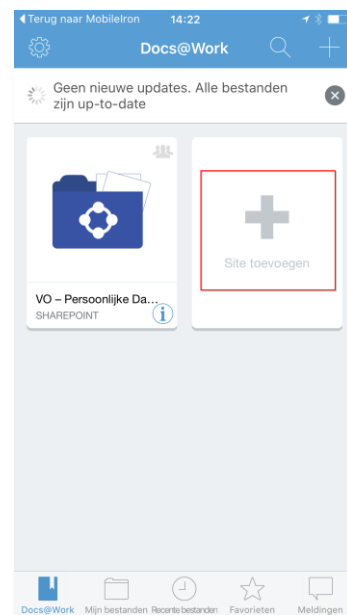 Terug naar MobileIron 14:22
Docs@Work
Geen nieuwe updates. Alle bestanden
zijn up-to-date
Site toevoegen
VO – Persoonlijke Da...
SHAREPOINT
Docs@Work Mijn bestanden Recente bestanden Favorieten Meldingen